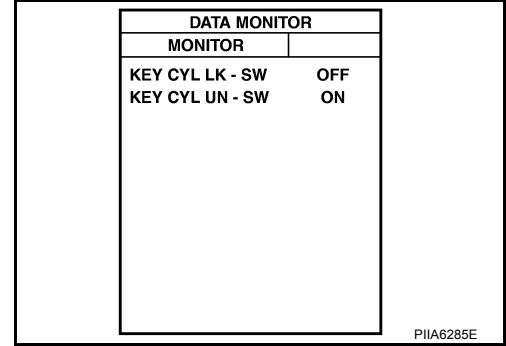 DATA MONITOR
MONITOR
KEY CYL LK - SW OFF
KEY CYL UN - SW ON
PIIA6285E